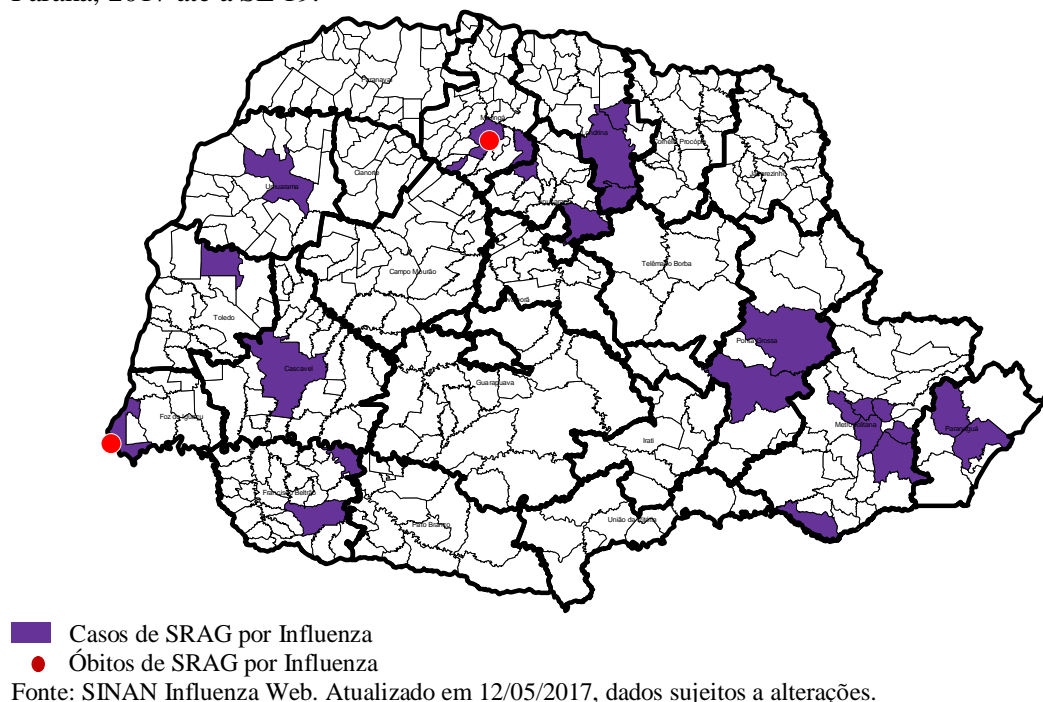 Paraná, 2017 até a SE 19.
Paranavaí
Maringá
Londrina
Cornélio Procópio
Jacarezinho
Umuarama
Cianorte
Apucarana
Campo Mourão
Telêmaco Borba
Toledo
Ivaiporã
Ponta Grossa
Cascavel
Guarapuava
Foz do Iguaçu
Irati
Metropolitana
Paranaguá
Francisco Beltrão
Pato Branco
União da Vitória
Casos de SRAG por Influenza
Óbitos de SRAG por Influenza
Fonte: SINAN Influenza Web. Atualizado em 12/05/2017, dados sujeitos a alterações.